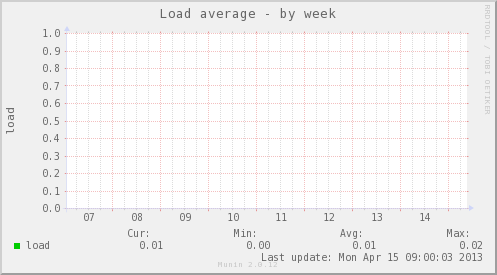 Load average - by week
RRDTOOL / TOBI OETIKER
load
1.0
0.9
0.8
0.7
0.6
0.5
0.4
0.3
0.2
0.1
0.0
07 08 09 10 11 12 13 14
Cur: Min: Avg: Max:
load 0.01 0.00 0.01 0.02
Last update: Mon Apr 15 09:00:03 2013
Munin 2.0.12